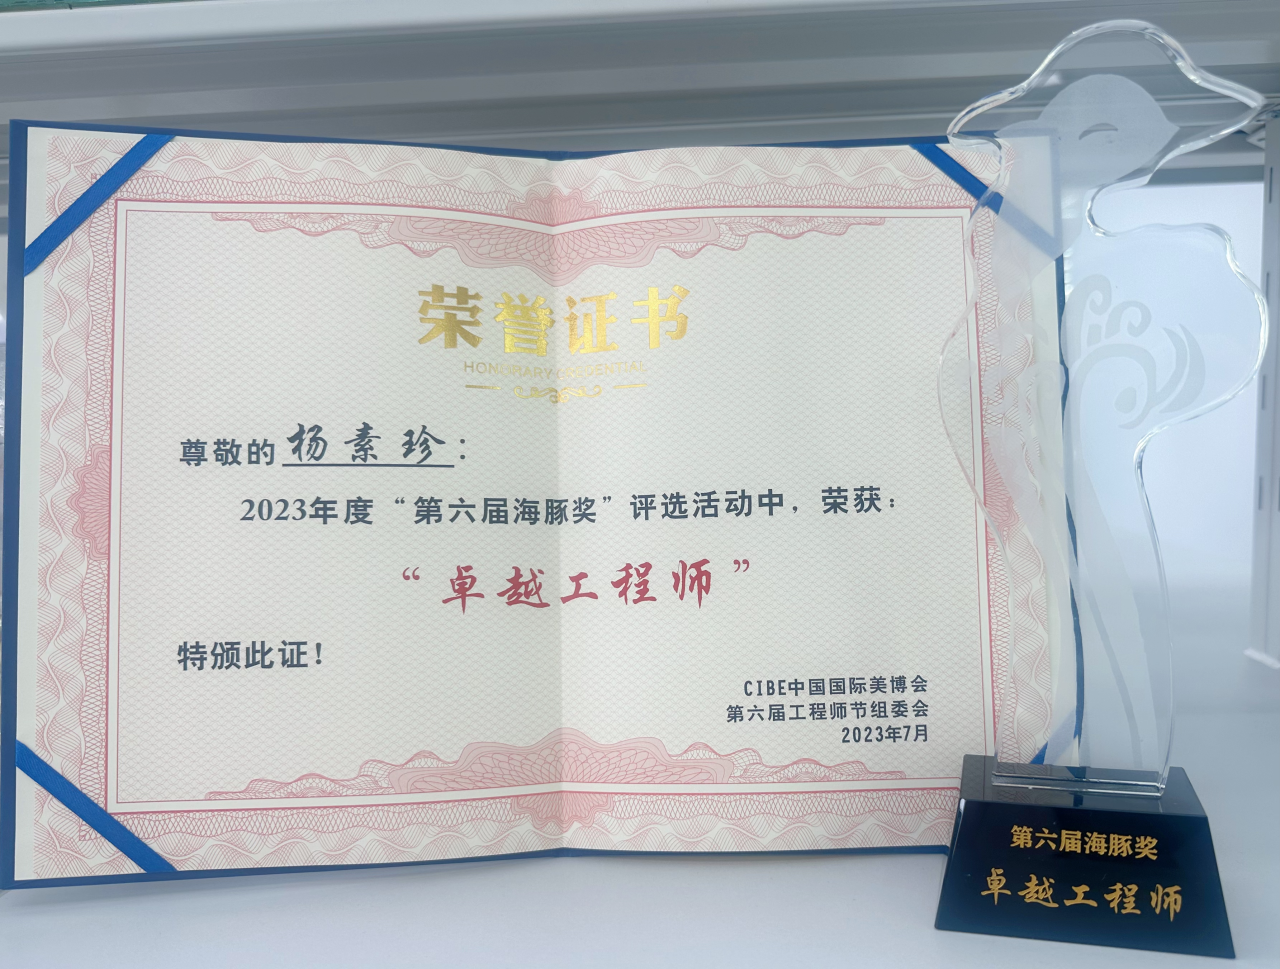 荣誉证书
HONORARY CREDENTIAL
尊敬的杨素珍：
2023年度“第六届海豚奖”评选活动中，荣获：
“卓越工程师”
特颁此证！
CIBE中国国际美博会
第六届工程师节组委会
2023年7月
第六届海豚奖
卓越工程师